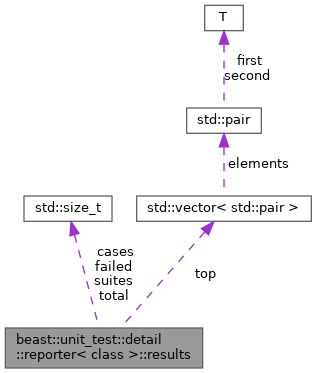 T
first
second
std::pair
elements
std::size_t
std::vector< std::pair >
cases
failed
suites
total
top
beast::unit_test::detail
::reporter< class >::results